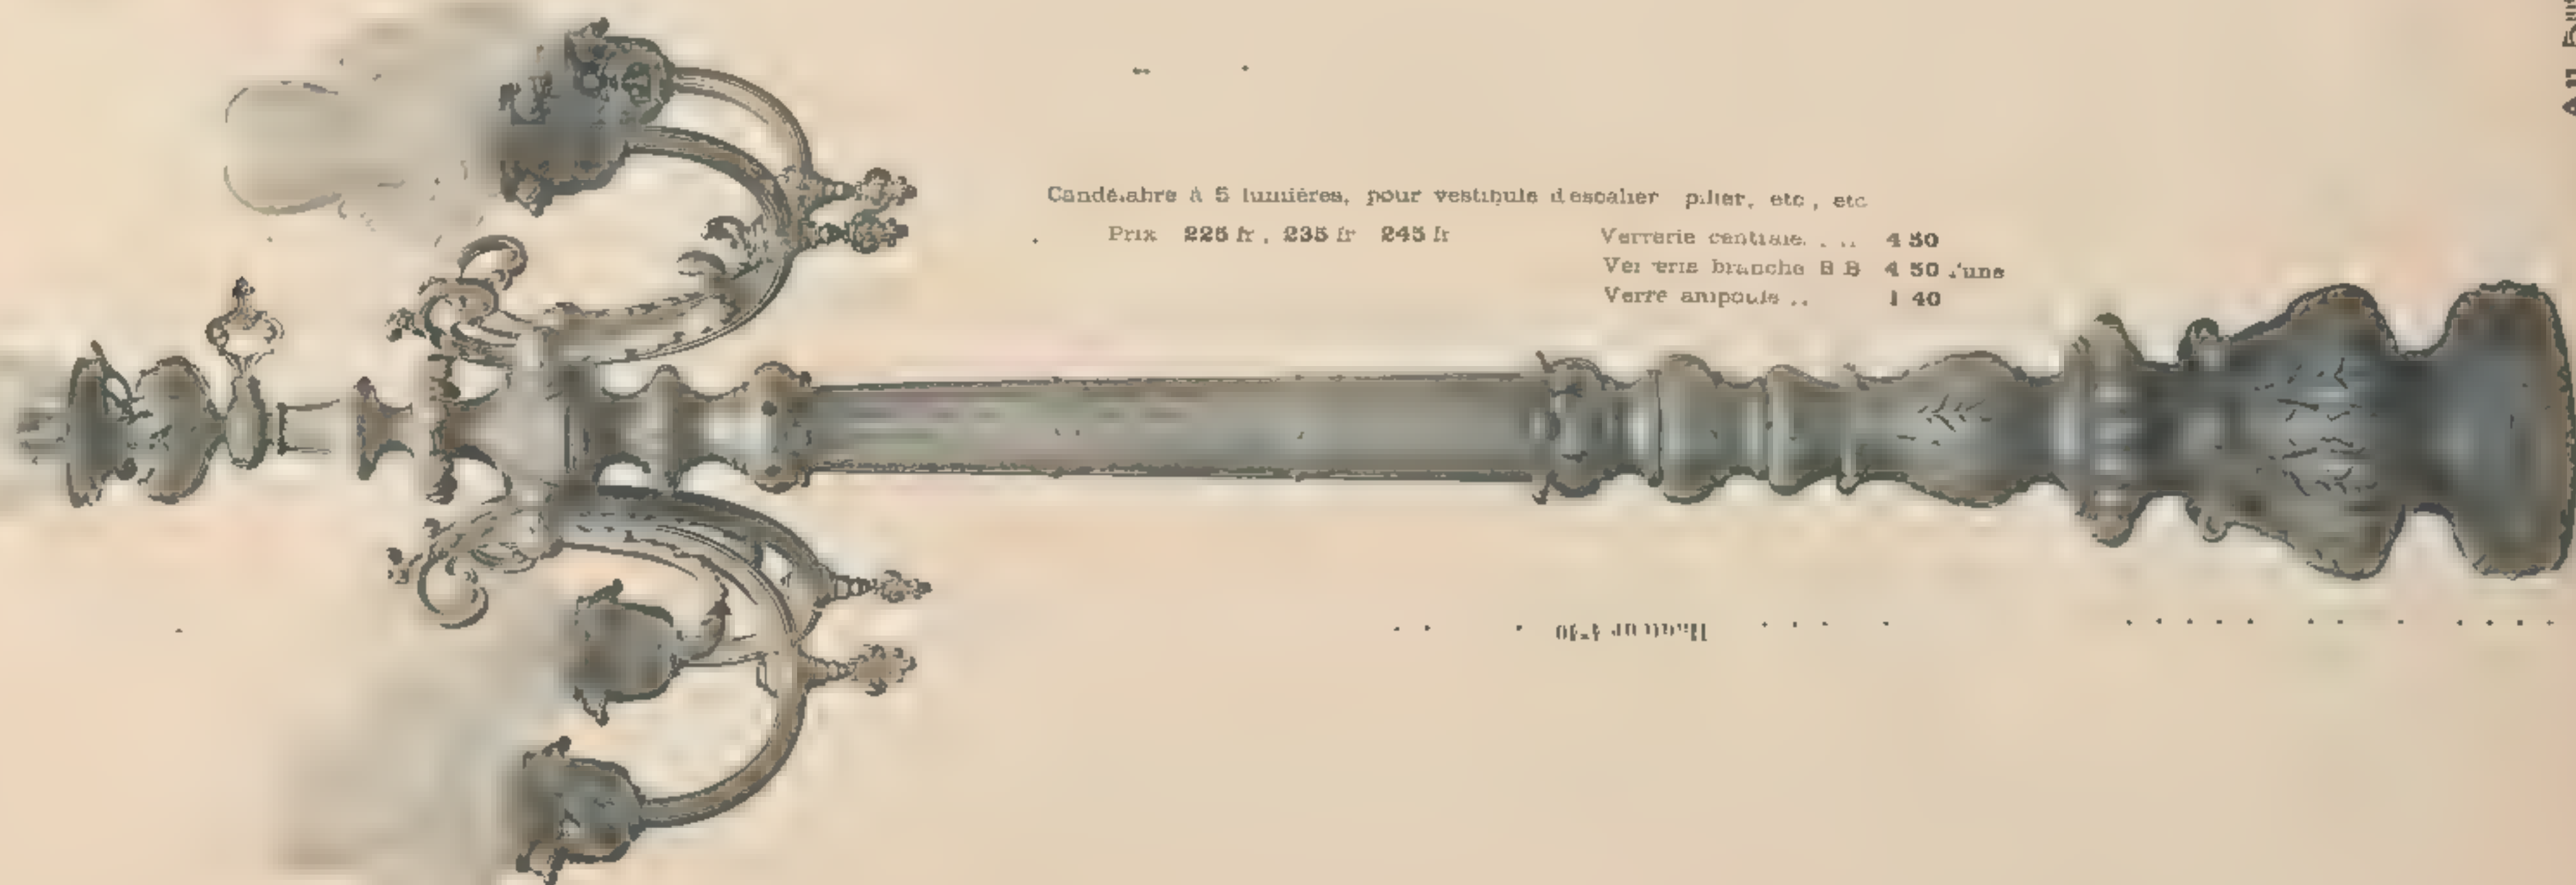 Candélabre à 5 lumières, pour vestibule d'escalier pilier, etc, etc
Prix 225 fr, 235 fr 245 fr
Verrerie centrale. . .. 4 50
Verrerie branche B B 4 50 l'une
Verre ampoule .. 1 40
Hauteur